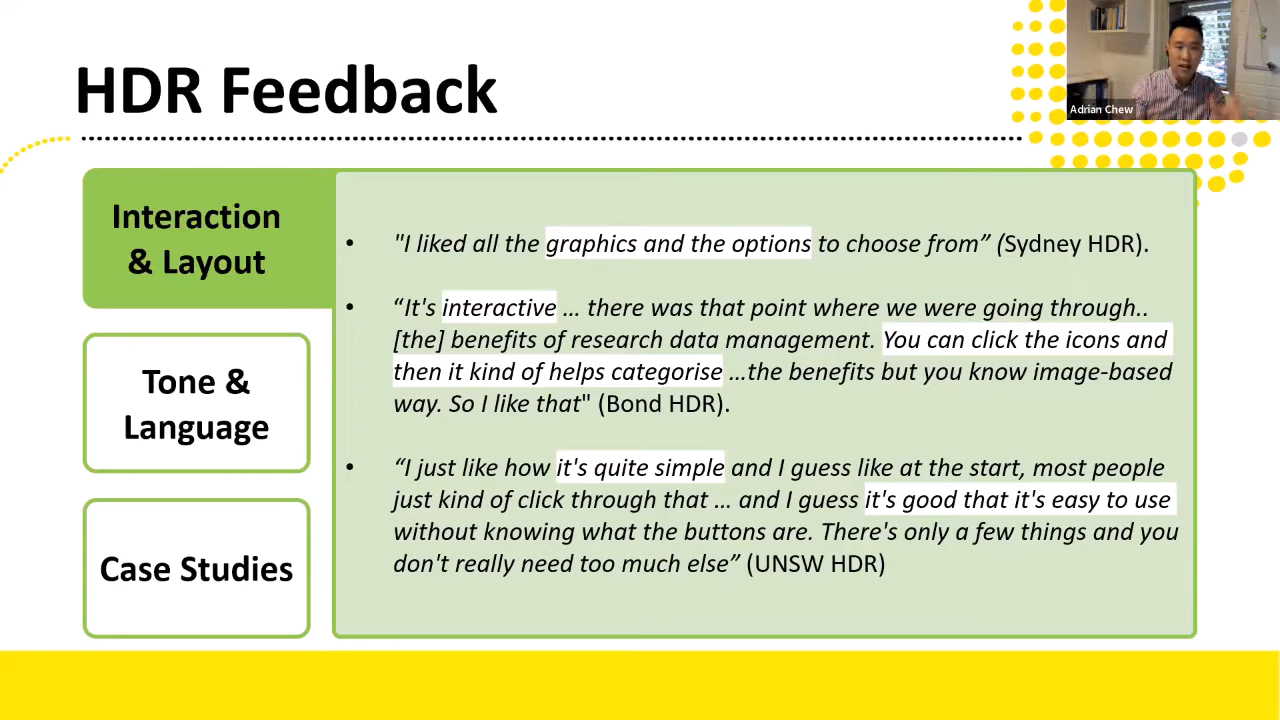 HDR Feedback
Adrian Chew
Interaction
& Layout
Tone &
Language
Case Studies
• "I liked all the graphics and the options to choose from” (Sydney HDR).
• “It's interactive … there was that point where we were going through..
[the] benefits of research data management. You can click the icons and
then it kind of helps categorise …the benefits but you know image-based
way. So I like that" (Bond HDR).
• “I just like how it's quite simple and I guess like at the start, most people
just kind of click through that … and I guess it's good that it's easy to use
without knowing what the buttons are. There's only a few things and you
don't really need too much else” (UNSW HDR)